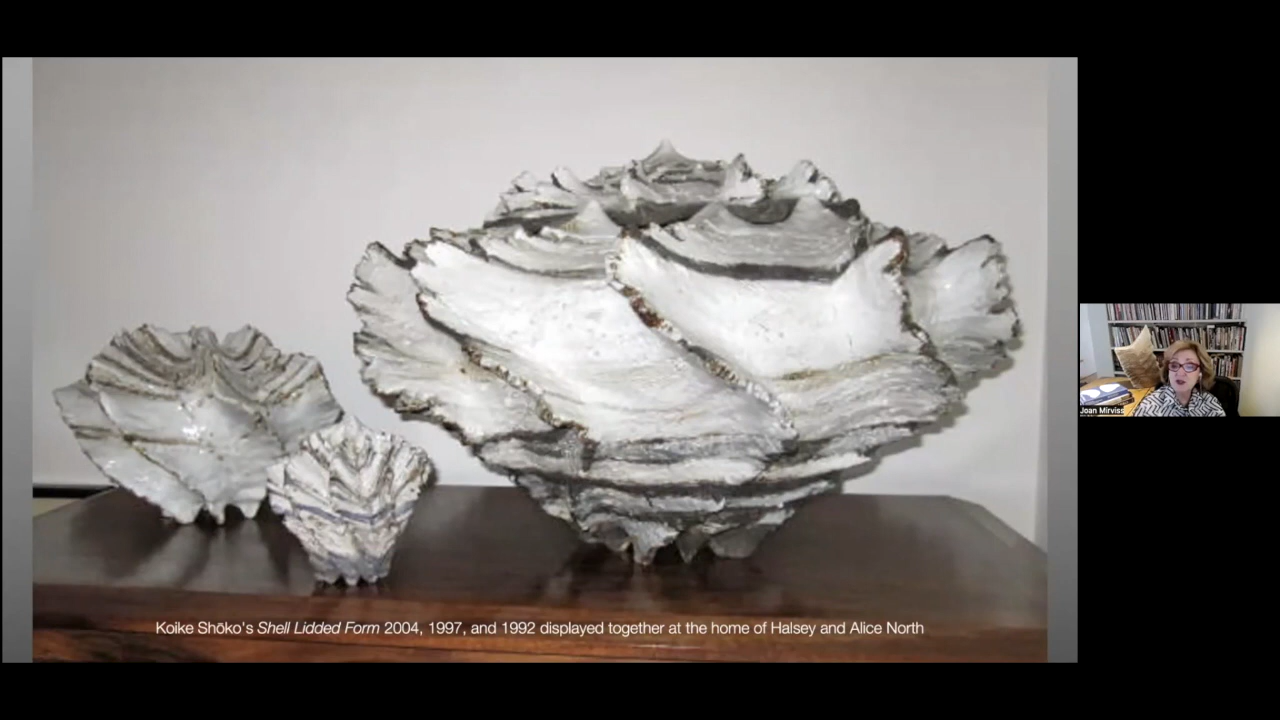 Koike Shōko's Shell Lidded Form 2004, 1997, and 1992 displayed together at the home of Halsey and Alice North
Joan Mirviss